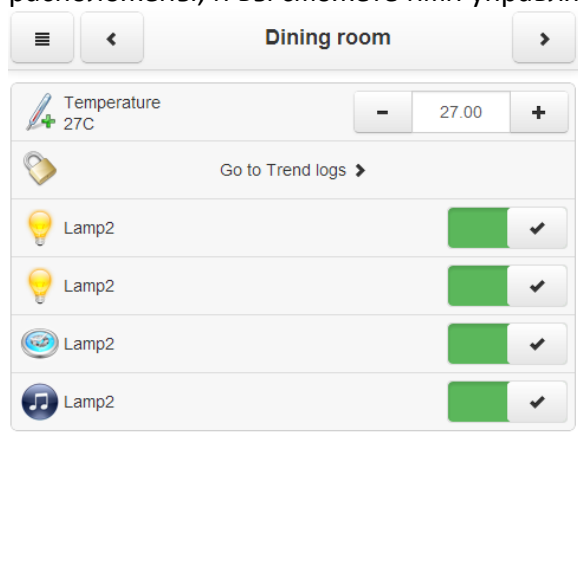 Dining room
Temperature
27C
27.00
Go to Trend logs
Lamp2
Lamp2
Lamp2
Lamp2